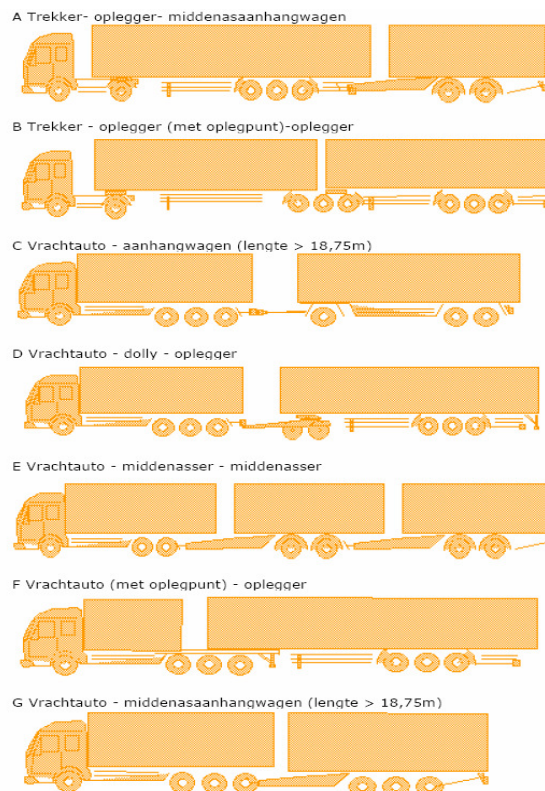 A Trekker- oplegger- middenasaanhangwagen
B Trekker - oplegger (met oplegpunt)-oplegger
C Vrachtauto - aanhangwagen (lengte > 18,75m)
D Vrachtauto - dolly - oplegger
E Vrachtauto - middenasser - middenasser
F Vrachtauto (met oplegpunt) - oplegger
G Vrachtauto - middenasaanhangwagen (lengte > 18,75m)